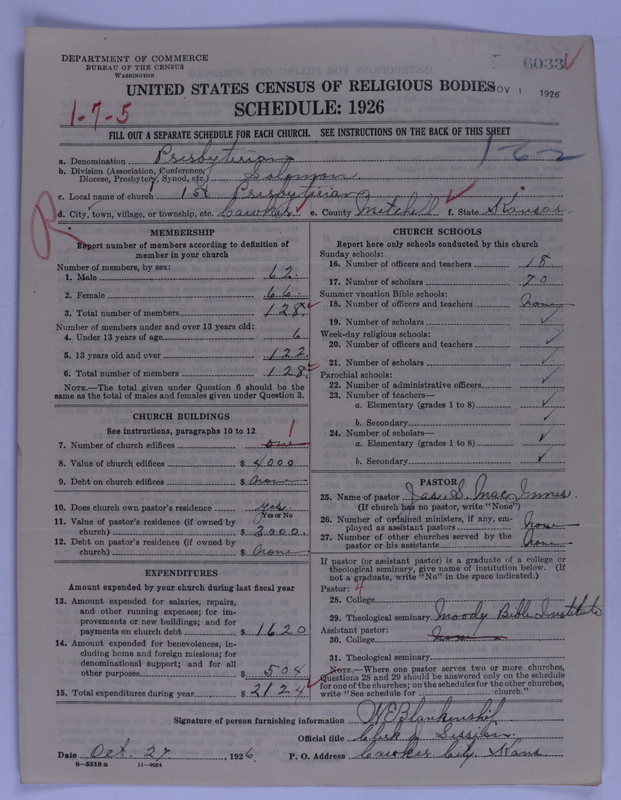 DEPARTMENT OF COMMERCE
BUREAU OF THE CENSUS
WASHINGTON
6033
UNITED STATES CENSUS OF RELIGIOUS BODIES
NOV 1 1926
SCHEDULE: 1926
1-7-5
FILL OUT A SEPARATE SCHEDULE FOR EACH CHURCH. SEE INSTRUCTIONS ON THE BACK OF THIS SHEET
a. Denomination Presbyterian
b. Division (Association, Conference, Diocese, Presbytery, Synod, etc.) Solomon
c. Local name of church 1st Presbyterian
d. City, town, village, or township, etc. Cawker e. County Mitchell f. State Kansas
MEMBERSHIP
Report number of members according to definition of
member in your church
Number of members, by sex:
1. Male 62
2. Female 66
3. Total number of members 128
Number of members under and over 13 years old:
4. Under 13 years of age 6
5. 13 years old and over 122
6. Total number of members 128
NOTE.—The total given under Question 6 should be
same as the total of males and females given under Question 3.
CHURCH BUILDINGS
See instructions, paragraphs 10 to 12
7. Number of church edifices one 1
8. Value of church edifices $ 4000
9. Debt on church edifices $ none
10. Does church own pastor's residence yes
Yes or No
11. Value of pastor's residence (if owned by
church) $ 2000
12. Debt on pastor's residence (if owned by
church) $ none
EXPENDITURES
Amount expended by your church during last fiscal year
13. Amount expended for salaries, repairs,
and other running expenses; for im-
provements or new buildings; and for
payments on church debt $ 1620
14. Amount expended for benevolences, in-
cluding home and foreign missions; for
denominational support; and for all
other purposes $ 504
15. Total expenditures during year $ 2124
CHURCH SCHOOLS
Report here only schools conducted by this church
Sunday schools:
16. Number of officers and teachers 18
17. Number of scholars 70
Summer vacation Bible schools:
18. Number of officers and teachers none
19. Number of scholars
Week-day religious schools:
20. Number of officers and teachers
21. Number of scholars
Parochial schools:
22. Number of administrative officers
23. Number of teachers—
a. Elementary (grades 1 to 8)
b. Secondary
24. Number of scholars—
a. Elementary (grades 1 to 8)
b. Secondary
PASTOR
25. Name of pastor Jas. S. MacInnes.
(If church has no pastor, write "None")
26. Number of ordained ministers, if any, em-
ployed as assistant pastors none
27. Number of other churches served by the
pastor or his assistants none
If pastor (or assistant pastor) is a graduate of a college or
theological seminary, give name of institution below. (If
not a graduate, write "No" in the space indicated.)
Pastor: 4
28. College
29. Theological seminary Moody Bible Institute
Assistant pastor:
30. College none
31. Theological seminary
NOTE.—Where one pastor serves two or more churches,
Questions 28 and 29 should be answered only on the schedule
for one of the churches; on the schedules for the other churches,
write "See schedule for church."
Signature of person furnishing information W E Blankinship
Official title Clerk of Session.
Date Oct. 27, 1926 P. O. Address Cawker City, Kans
9-5518a 11-9054